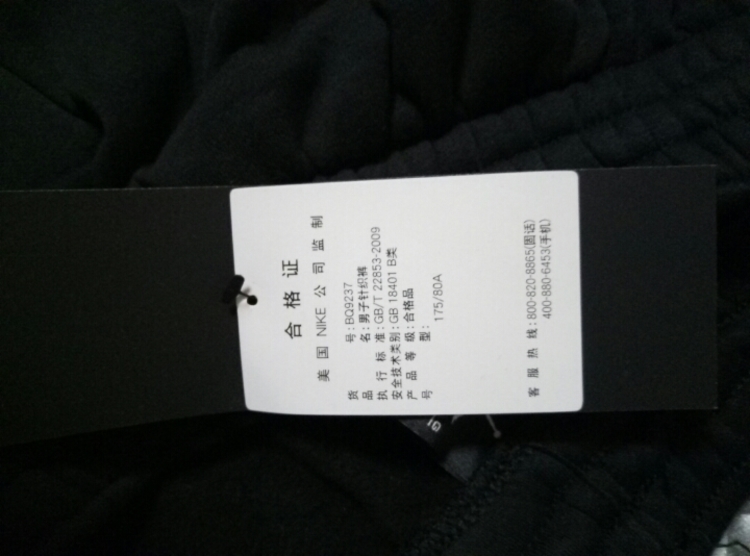 合格证
美国 NIKE 公司监制
货号:BQ9237
品名:男子针织裤
执行标准:GB/T 22853-2009
安全技术类别:GB 18401 B类
产品等级:合格品
号型:175/80A
客服热线:800-820-8865(固话)
400-880-6453(手机)